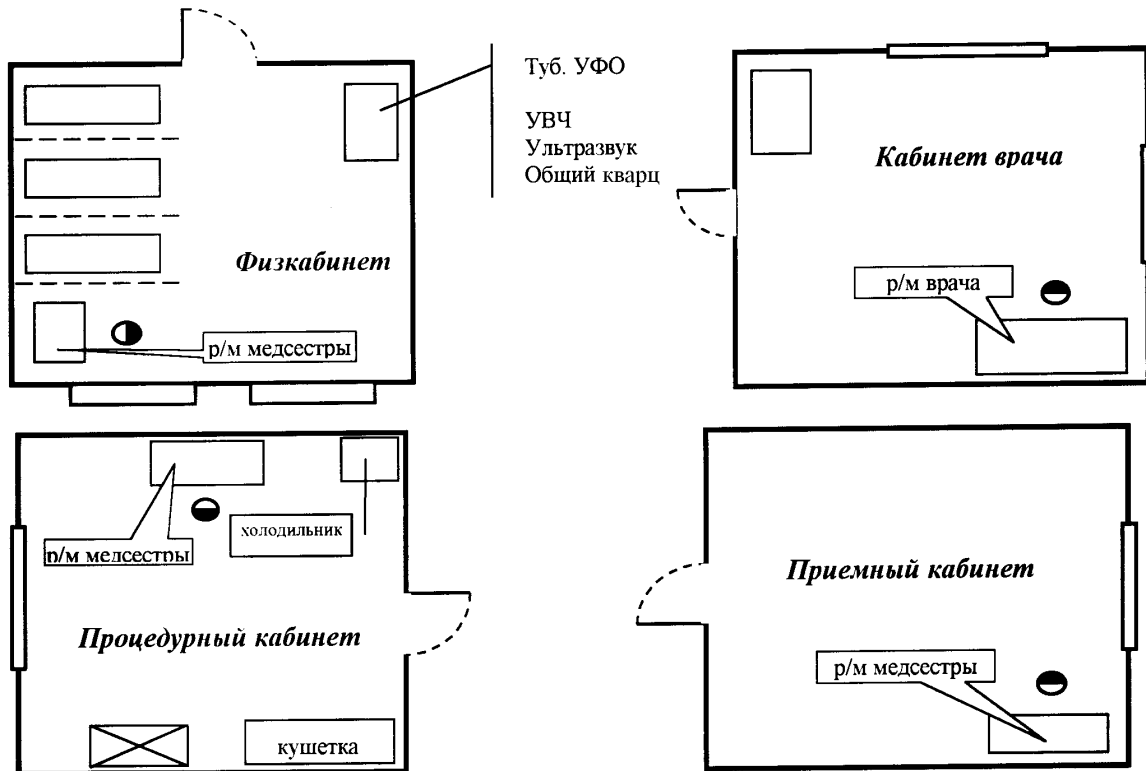 Туб. УФО
УВЧ
Ультразвук
Общий кварц
Физкабинет
р/м медсестры
Кабинет врача
р/м врача
холодильник
р/м медсестры
Процедурный кабинет
кушетка
Приемный кабинет
р/м медсестры